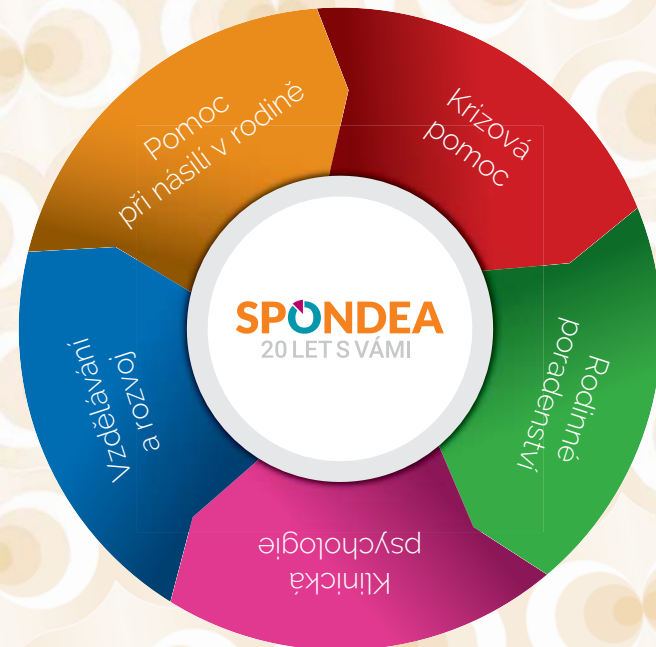 Pomoc
při násilí v rodině
Krizová
pomoc
Rodinné
poradenství
Klinická
psychologie
Vzdělávání
a rozvoj
SPONDEA
20 LET S VÁMI